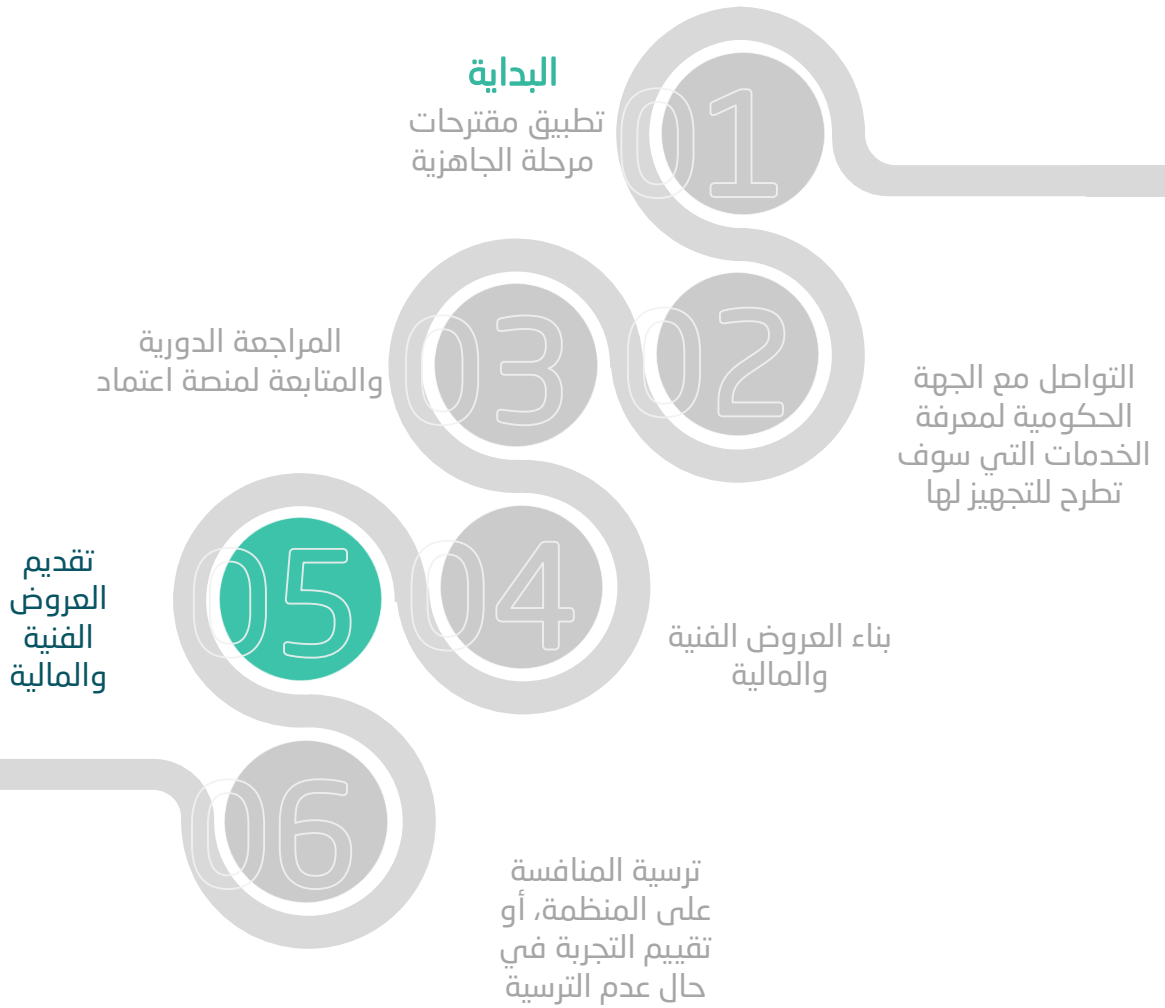 البداية
تطبيق مقترحات
مرحلة الجاهزية
01
02
التواصل مع الجهة
الحكومية لمعرفة
الخدمات التي سوف
تطرح للتجهيز لها
03
المراجعة الدورية
والمتابعة لمنصة اعتماد
04
بناء العروض الفنية
والمالية
05
تقديم
العروض
الفنية
والمالية
06
ترسية المنافسة
على المنظمة، أو
تقييم التجربة في
حال عدم الترسية